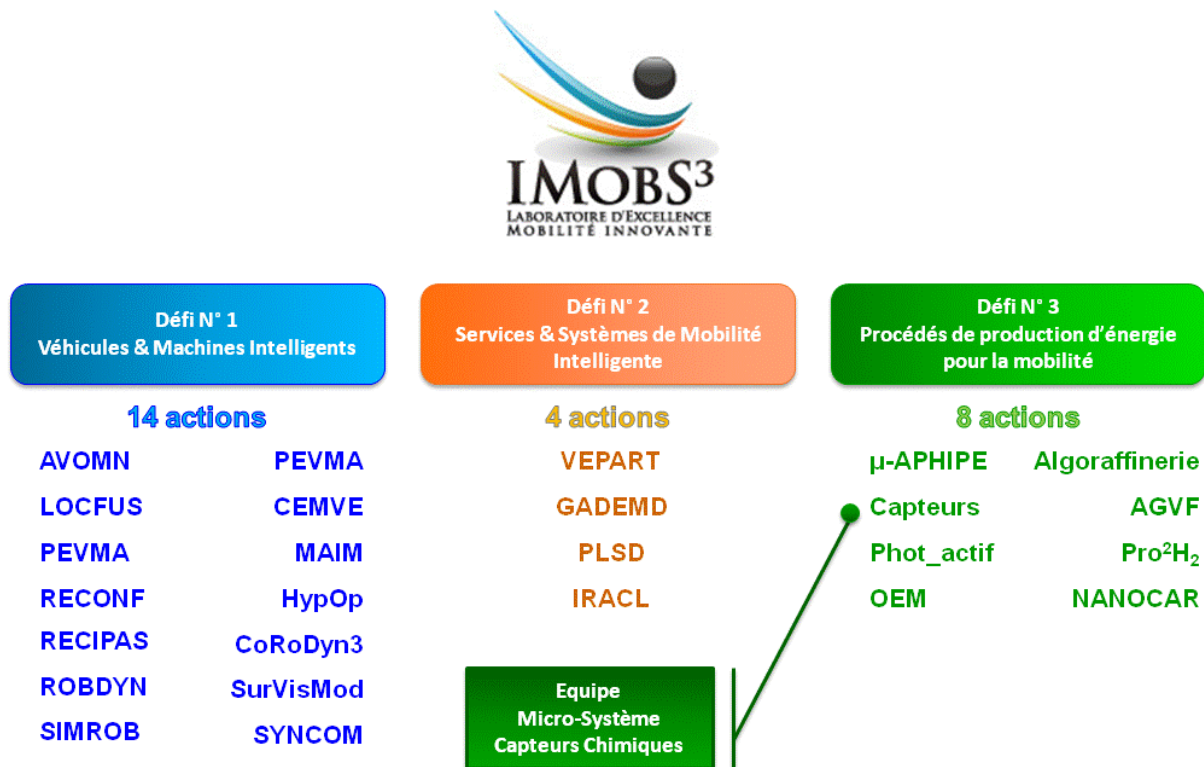 IMOBS³
LABORATOIRE D'EXCELLENCE
MOBILITÉ INNOVANTE
Défi N° 1
Véhicules & Machines Intelligents
14 actions
AVOMN PEVMA
LOCFUS CEMVE
PEVMA MAIM
RECONF HypOp
RECIPAS CoRoDyn3
ROBDYN SurVisMod
SIMROB SYNCOM
Défi N° 2
Services & Systèmes de Mobilité
Intelligente
4 actions
VEPART
GADEMD
PLSD
IRACL
Défi N° 3
Procédés de production d'énergie
pour la mobilité
8 actions
µ-APHIPE Algoraffinerie
Capteurs AGVF
Phot_actif Pro²H₂
OEM NANOCAR
Equipe
Micro-Système
Capteurs Chimiques